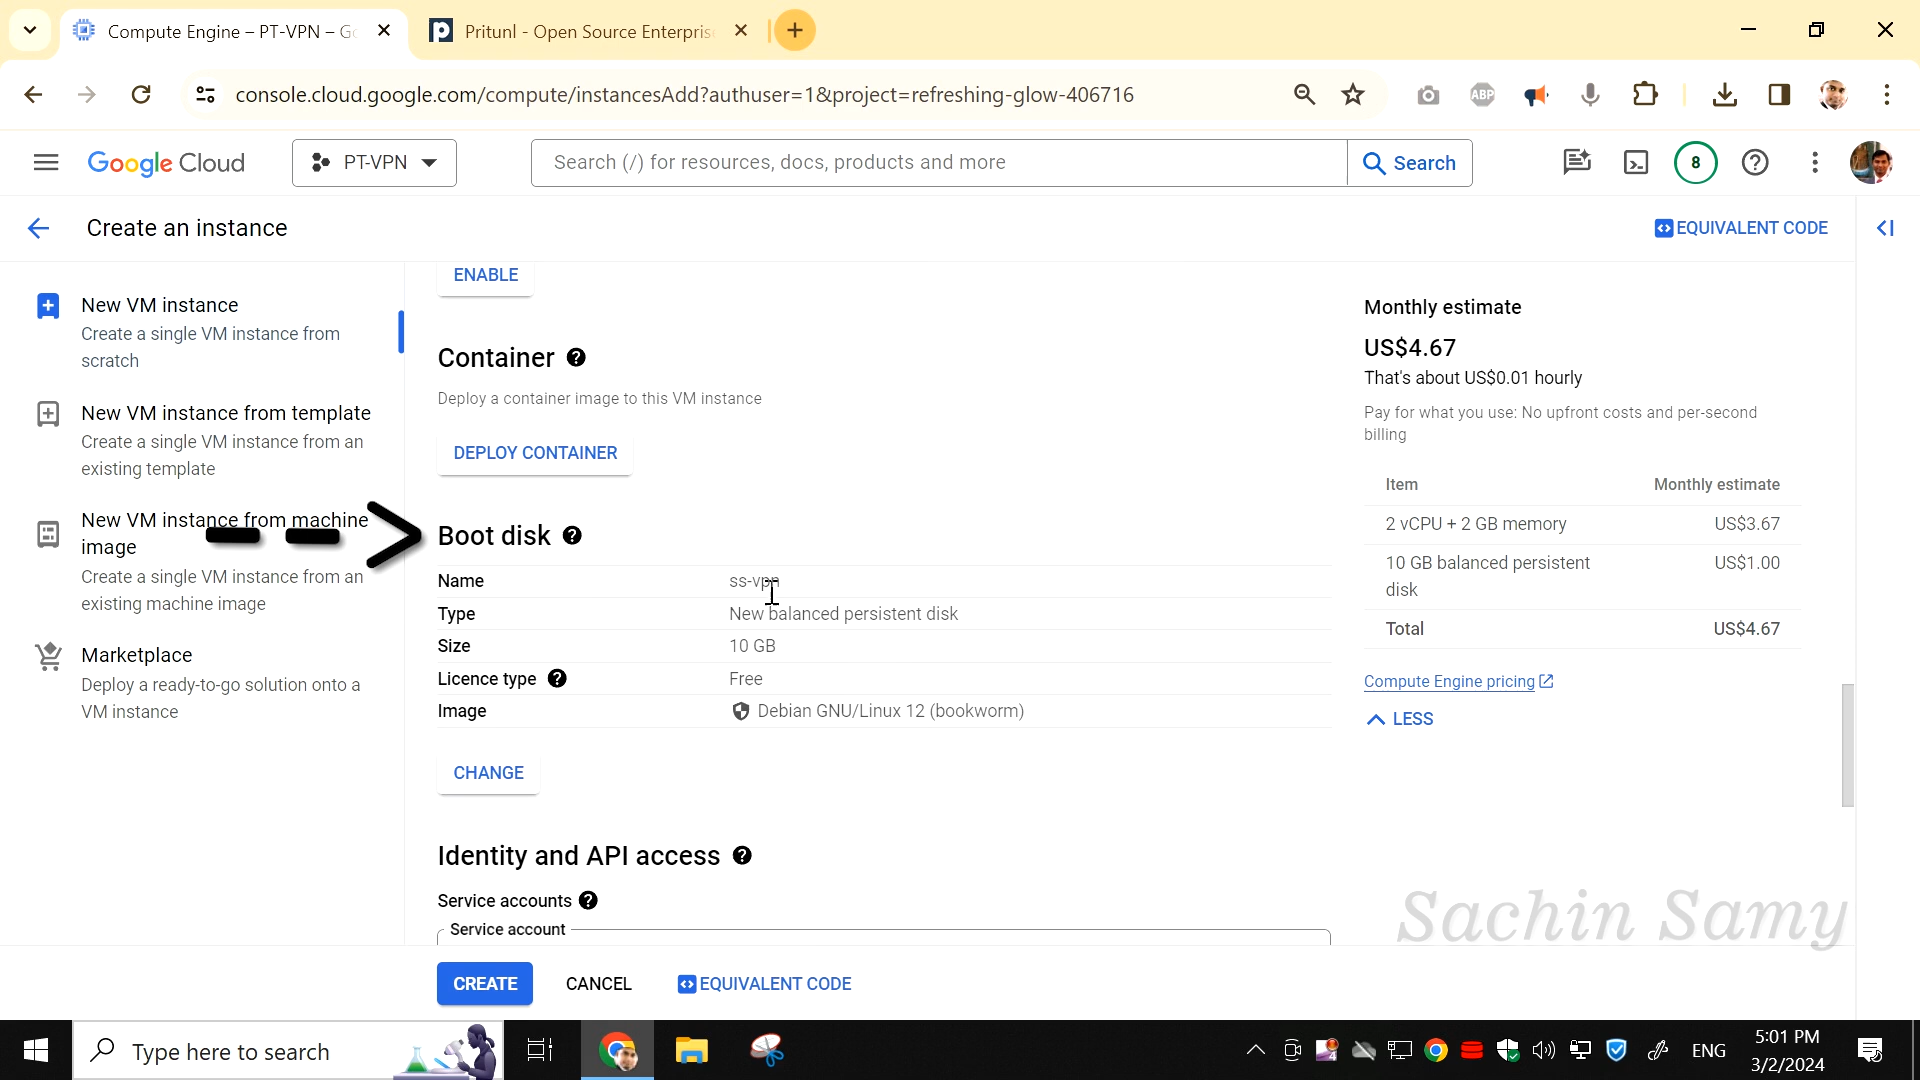 Compute Engine – PT-VPN – Go
Pritunl - Open Source Enterpris
console.cloud.google.com/compute/instancesAdd?authuser=1&project=refreshing-glow-406716
ABP
Google Cloud
PT-VPN
Search (/) for resources, docs, products and more
Search
8
Create an instance
EQUIVALENT CODE
New VM instance
Create a single VM instance from
scratch
New VM instance from template
Create a single VM instance from an
existing template
New VM instance from machine
image
Create a single VM instance from an
existing machine image
Marketplace
Deploy a ready-to-go solution onto a
VM instance
ENABLE
Container
Deploy a container image to this VM instance
DEPLOY CONTAINER
Boot disk
Name ss-vpn
Type New balanced persistent disk
Size 10 GB
Licence type Free
Image Debian GNU/Linux 12 (bookworm)
CHANGE
Identity and API access
Service accounts
Service account
Monthly estimate
US$4.67
That's about US$0.01 hourly
Pay for what you use: No upfront costs and per-second
billing
Item Monthly estimate
2 vCPU + 2 GB memory US$3.67
10 GB balanced persistent US$1.00
disk
Total US$4.67
Compute Engine pricing
LESS
Sachin Samy
CREATE CANCEL EQUIVALENT CODE
Type here to search
ENG
5:01 PM
3/2/2024